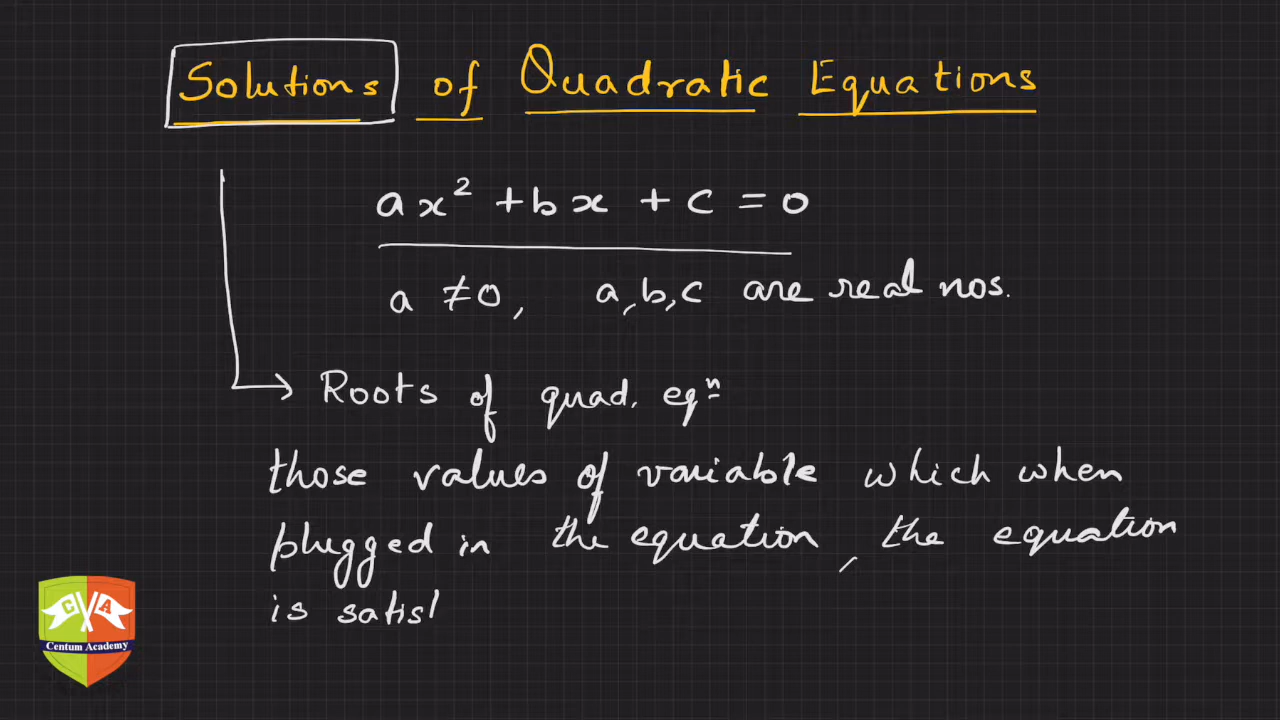 Solutions of Quadratic Equations
ax² + bx + c = 0
a ≠ 0, a, b, c are real nos.
→ Roots of quad. eqⁿ
those values of variable which when
plugged in the equation, the equation
is satisf
C A
Centum Academy